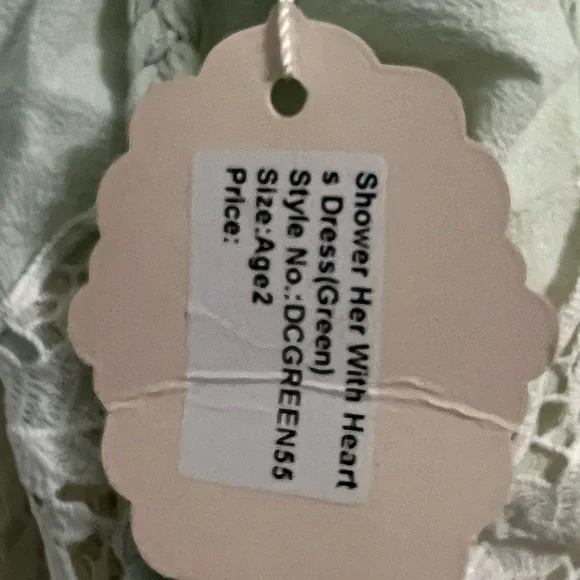 Shower Her With Heart
s Dress(Green)
Style No.:DCGREEN55
Size:Age2
Price: